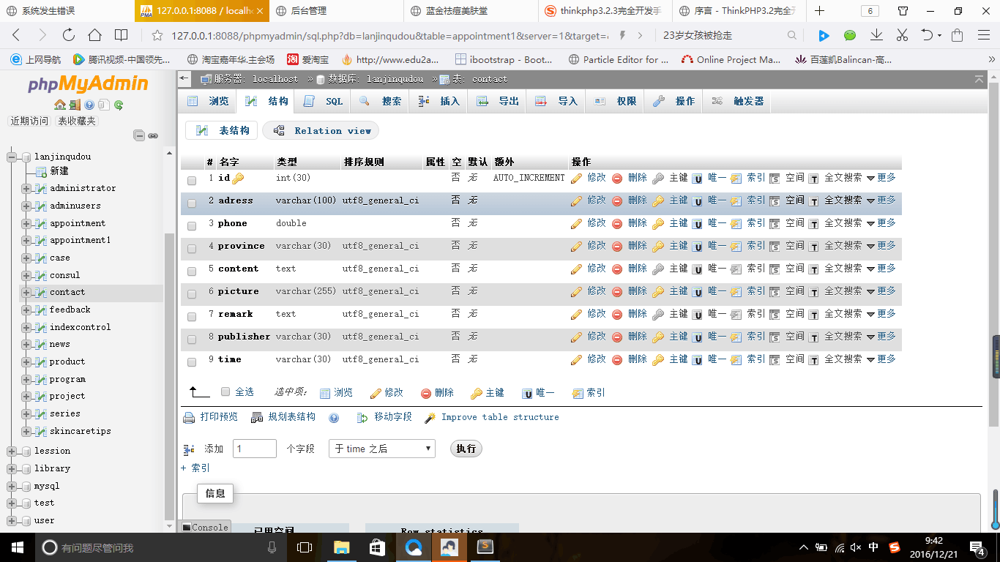 系统发生错误
127.0.0.1:8088 / localh
后台管理
蓝金祛痘美肤堂
thinkphp3.2.3完全开发手
序言 - ThinkPHP3.2完全
6
127.0.0.1:8088/phpmyadmin/sql.php?db=lanjinqudou&table=appointment1&server=1&target=
23岁女孩被抢走
上网导航
腾讯视频-中国领先...
淘宝嘉年华.主会场
淘 爱淘宝
http://www.edu2a...
ibootstrap - Boot...
Particle Editor for ...
Online Project Ma...
百莲凯Balincan-高...
phpMyAdmin
近期访问 表收藏夹
lanjinqudou
新建
administrator
adminusers
appointment
appointment1
case
consul
contact
feedback
indexcontrol
news
product
program
project
series
skincaretips
lession
library
mysql
test
user
服务器: localhost » 数据库: lanjinqudou » 表: contact
浏览 结构 SQL 搜索 插入 导出 导入 权限 操作 触发器
表结构 Relation view
# 名字 类型 排序规则 属性 空 默认 额外 操作
1 id int(30) 否 无 AUTO_INCREMENT 修改 删除 主键 唯一 索引 空间 全文搜索 更多
2 adress varchar(100) utf8_general_ci 否 无 修改 删除 主键 唯一 索引 空间 全文搜索 更多
3 phone double 否 无 修改 删除 主键 唯一 索引 空间 全文搜索 更多
4 province varchar(30) utf8_general_ci 否 无 修改 删除 主键 唯一 索引 空间 全文搜索 更多
5 content text utf8_general_ci 否 无 修改 删除 主键 唯一 索引 空间 全文搜索 更多
6 picture varchar(255) utf8_general_ci 否 无 修改 删除 主键 唯一 索引 空间 全文搜索 更多
7 remark text utf8_general_ci 否 无 修改 删除 主键 唯一 索引 空间 全文搜索 更多
8 publisher varchar(30) utf8_general_ci 否 无 修改 删除 主键 唯一 索引 空间 全文搜索 更多
9 time varchar(30) utf8_general_ci 否 无 修改 删除 主键 唯一 索引 空间 全文搜索 更多
全选 选中项: 浏览 修改 删除 主键 唯一 索引
打印预览 规划表结构 移动字段 Improve table structure
添加 1 个字段 于 time 之后 执行
+ 索引
信息
已用空间 Row statistics
Console
有问题尽管问我
中
9:42
2016/12/21
4